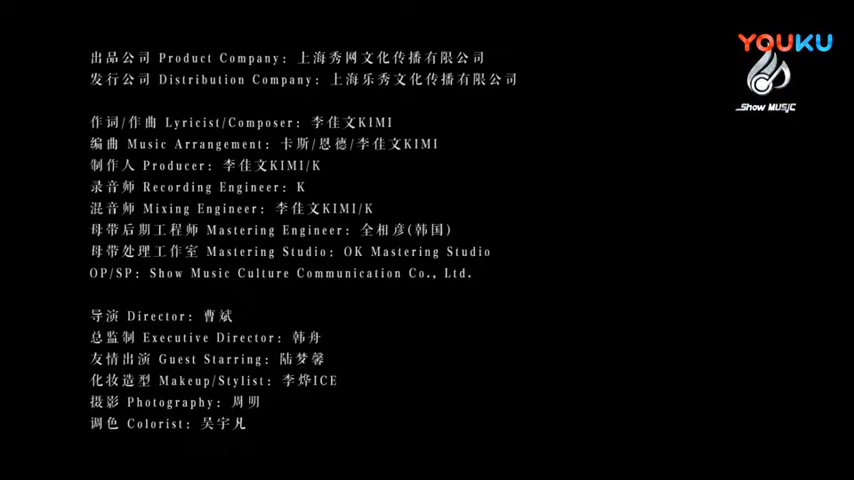 YOUKU
Show MUSIC
出品公司 Product Company: 上海秀网文化传播有限公司
发行公司 Distribution Company: 上海乐秀文化传播有限公司
作词/作曲 Lyricist/Composer: 李佳文KIMI
编曲 Music Arrangement: 卡斯/恩德/李佳文KIMI
制作人 Producer: 李佳文KIMI/K
录音师 Recording Engineer: K
混音师 Mixing Engineer: 李佳文KIMI/K
母带后期工程师 Mastering Engineer: 全相彦(韩国)
母带处理工作室 Mastering Studio: OK Mastering Studio
OP/SP: Show Music Culture Communication Co., Ltd.
导演 Director: 曹斌
总监制 Executive Director: 韩舟
友情出演 Guest Starring: 陆梦馨
化妆造型 Makeup/Stylist: 李烨ICE
摄影 Photography: 周明
调色 Colorist: 吴宇凡